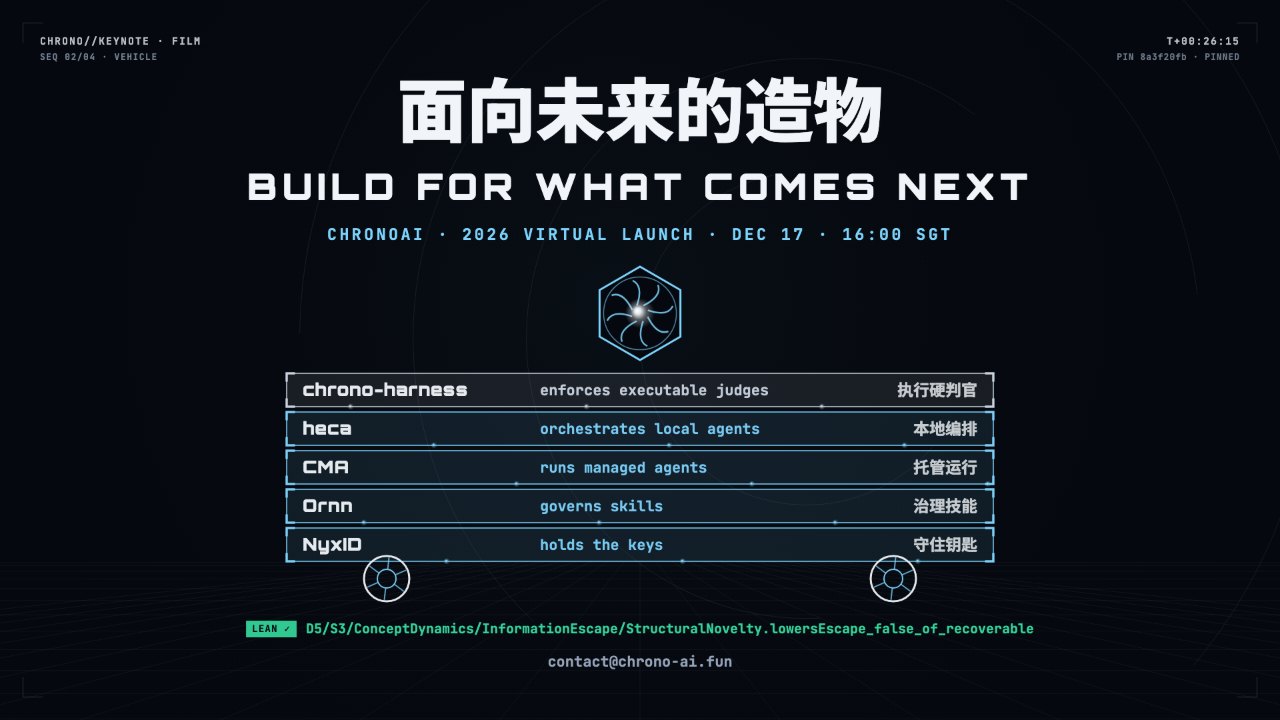 CHRONO//KEYNOTE · FILM
SEQ 02/04 · VEHICLE
T+00:26:15
PIN 8a3f20fb · PINNED
面向未来的造物
BUILD FOR WHAT COMES NEXT
CHRONOAI · 2026 VIRTUAL LAUNCH · DEC 17 · 16:00 SGT
chrono-harness enforces executable judges 执行硬判官
heca orchestrates local agents 本地编排
CMA runs managed agents 托管运行
Ornn governs skills 治理技能
NyxID holds the keys 守住钥匙
LEAN ✓ D5/S3/ConceptDynamics/InformationEscape/StructuralNovelty.lowersEscape_false_of_recoverable
contact@chrono-ai.fun